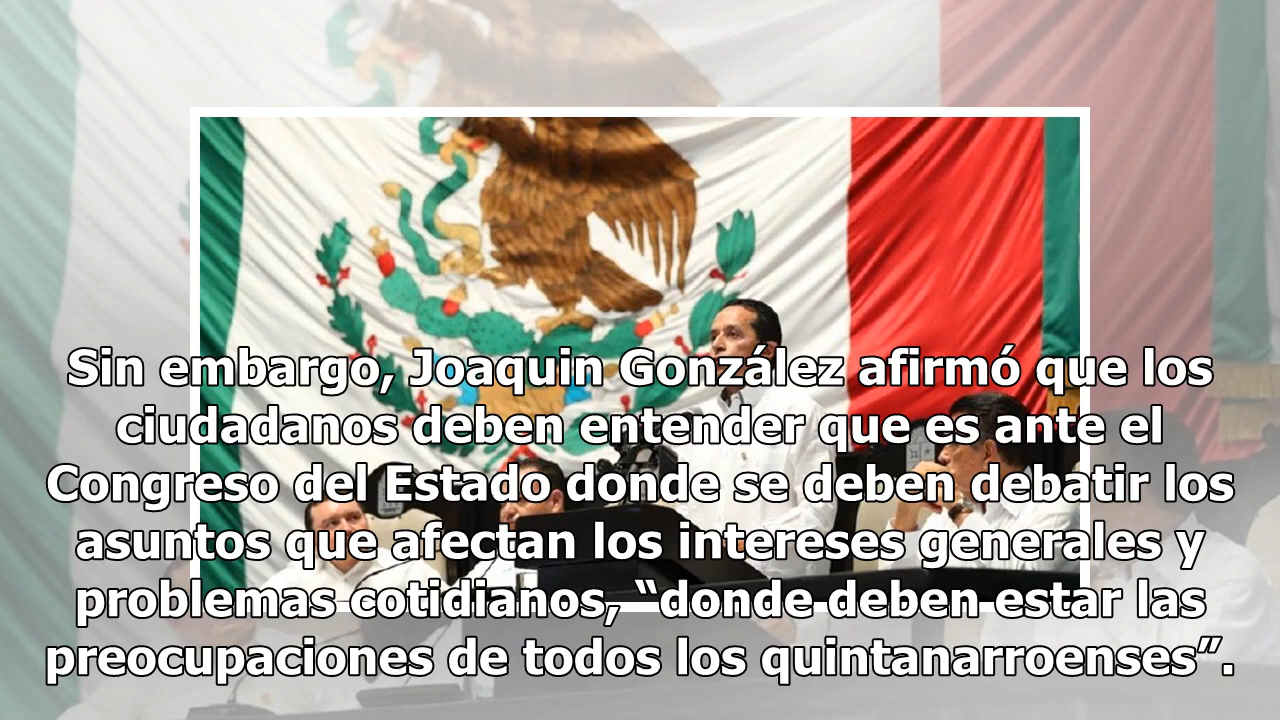 Sin embargo, Joaquin González afirmó que los
ciudadanos deben entender que es ante el
Congreso del Estado donde se deben debatir los
asuntos que afectan los intereses generales y
problemas cotidianos, “donde deben estar las
preocupaciones de todos los quintanarroenses”.